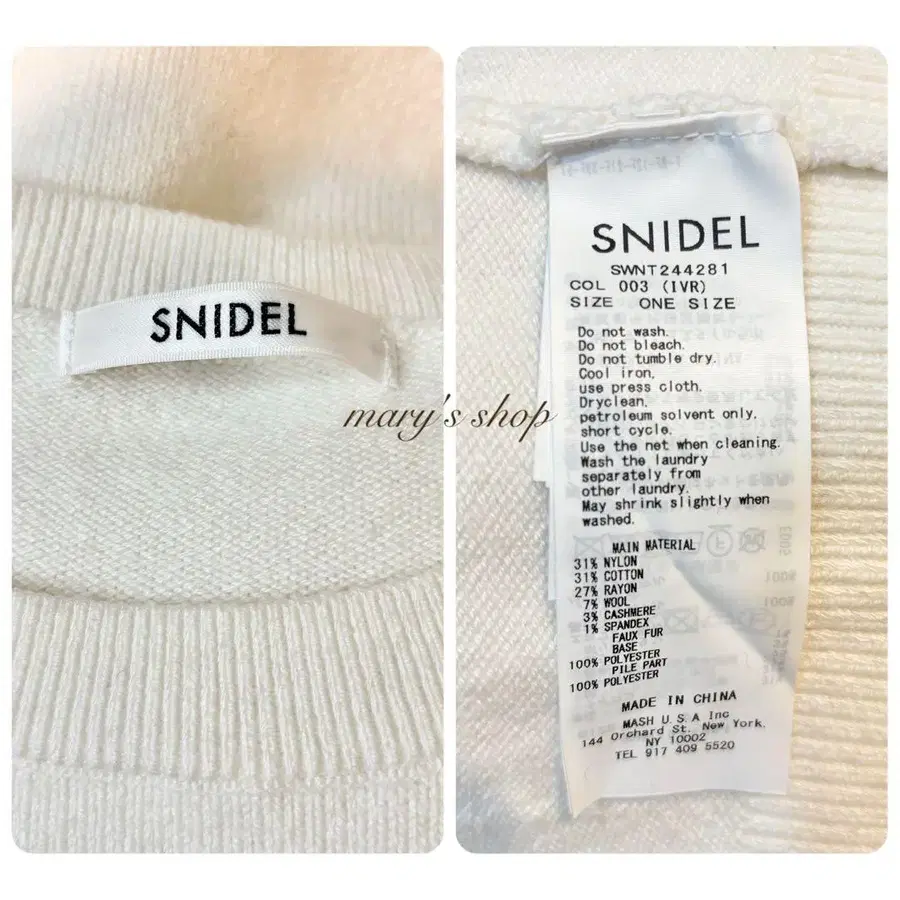 SNIDEL
mary's shop
SNIDEL
SWNT244281
COL 003 (IVR)
SIZE ONE SIZE
Do not wash.
Do not bleach.
Do not tumble dry.
Cool iron,
use press cloth.
Dryclean,
petroleum solvent only.
short cycle.
Use the net when cleaning.
Wash the laundry
separately from
other laundry.
May shrink slightly when
washed.
MAIN MATERIAL
31% NYLON
31% COTTON
27% RAYON
7% WOOL
3% CASHMERE
1% SPANDEX
FAUX FUR
BASE
100% POLYESTER
PILE PART
100% POLYESTER
MADE IN CHINA
MASH U.S.A Inc
144 Orchard St. New York,
NY 10002
TEL 917 409 5520